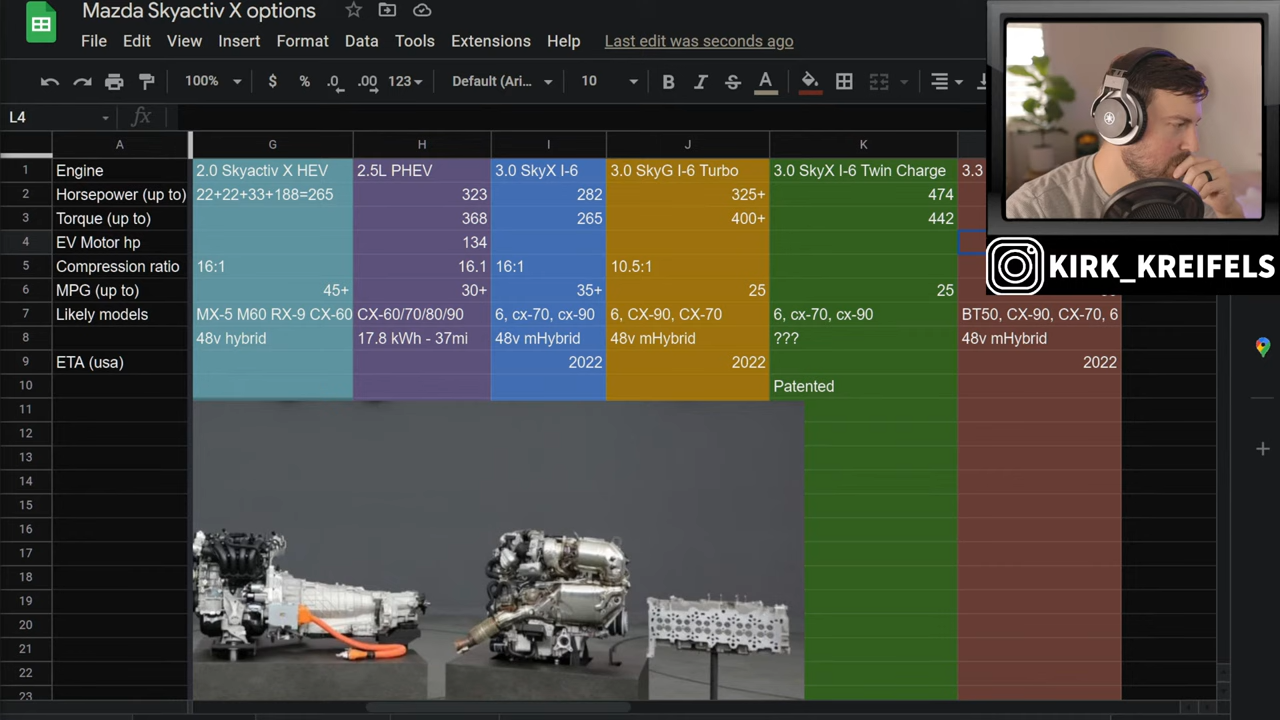 Mazda Skyactiv X options
File Edit View Insert Format Data Tools Extensions Help Last edit was seconds ago
100% $ % .0 .00 123 Default (Ari... 10 B I S A
L4 fx
A G H I J K
1 Engine 2.0 Skyactiv X HEV 2.5L PHEV 3.0 SkyX I-6 3.0 SkyG I-6 Turbo 3.0 SkyX I-6 Twin Charge 3.3
2 Horsepower (up to) 22+22+33+188=265 323 282 325+ 474
3 Torque (up to) 368 265 400+ 442
4 EV Motor hp 134
5 Compression ratio 16:1 16.1 16:1 10.5:1
6 MPG (up to) 45+ 30+ 35+ 25 25
7 Likely models MX-5 M60 RX-9 CX-60 CX-60/70/80/90 6, cx-70, cx-90 6, CX-90, CX-70 6, cx-70, cx-90 BT50, CX-90, CX-70, 6
8 48v hybrid 17.8 kWh - 37mi 48v mHybrid 48v mHybrid ??? 48v mHybrid
9 ETA (usa) 2022 2022 2022
10 Patented
11
12
13
14
15
16
17
18
19
20
21
22
23
KIRK_KREIFELS